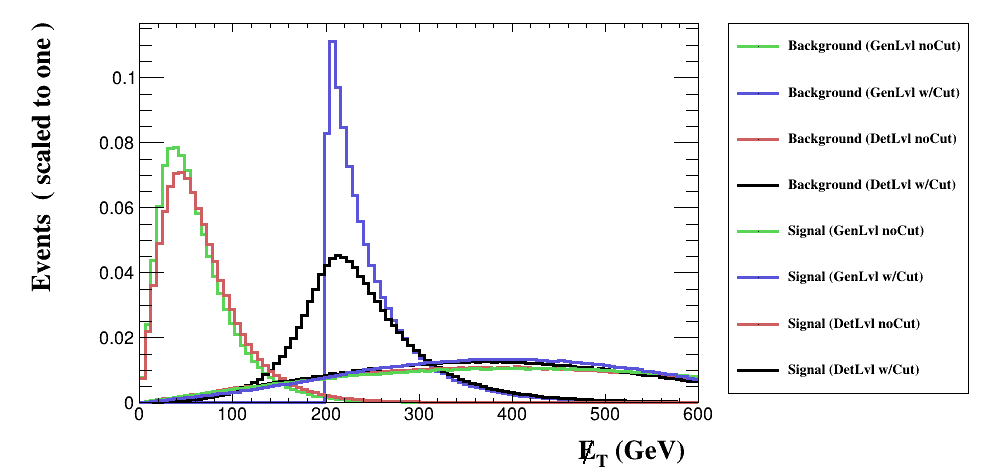 Events ( scaled to one )
0.1
0.08
0.06
0.04
0.02
0
0 100 200 300 400 500 600
E̸T (GeV)
Background (GenLvl noCut)
Background (GenLvl w/Cut)
Background (DetLvl noCut)
Background (DetLvl w/Cut)
Signal (GenLvl noCut)
Signal (GenLvl w/Cut)
Signal (DetLvl noCut)
Signal (DetLvl w/Cut)